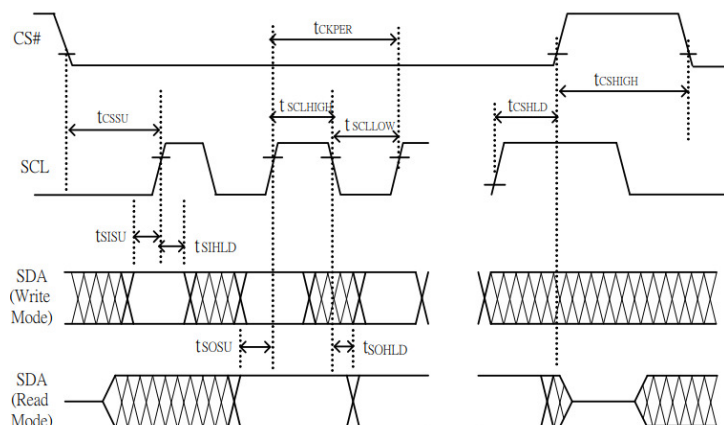 CS#
tCKPER
tCSSU
tSCLHIGH
tSCLLOW
tCSHLD
tCSHIGH
SCL
tSISU
tSIHLD
SDA
(Write
Mode)
tSOSU
tSOHLD
SDA
(Read
Mode)